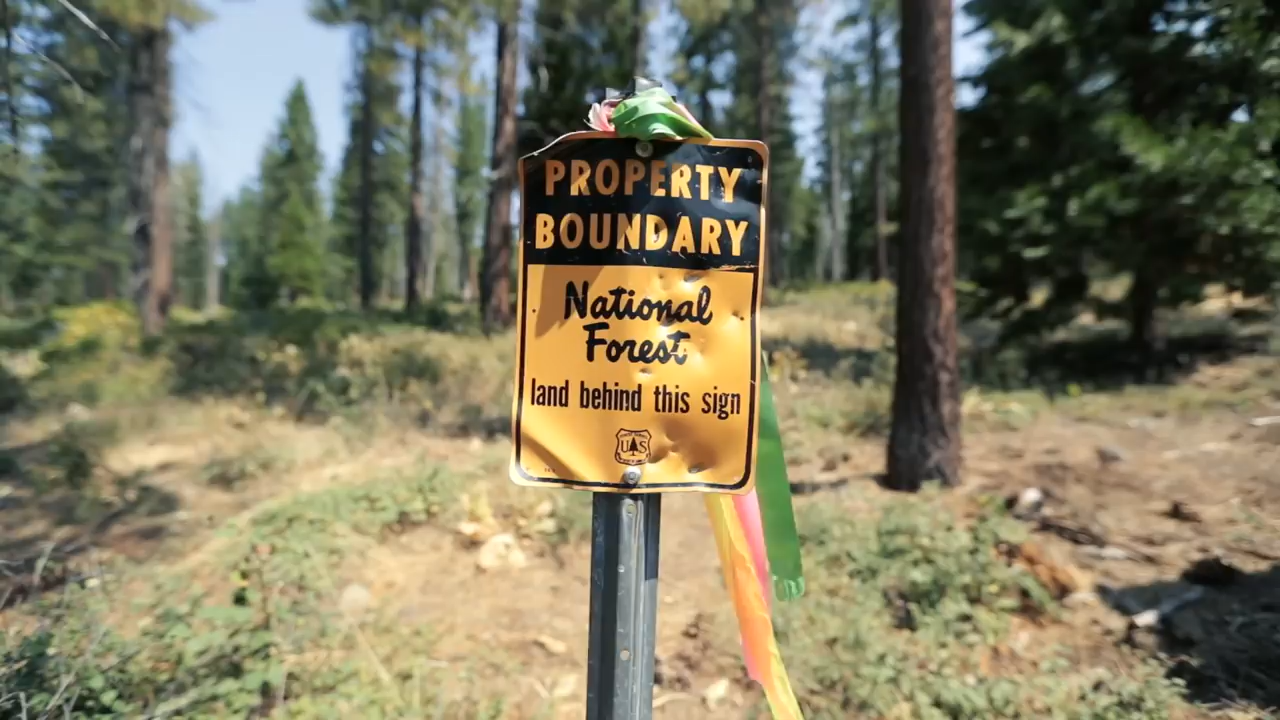 PROPERTY
BOUNDARY
National
Forest
land behind this sign
U S